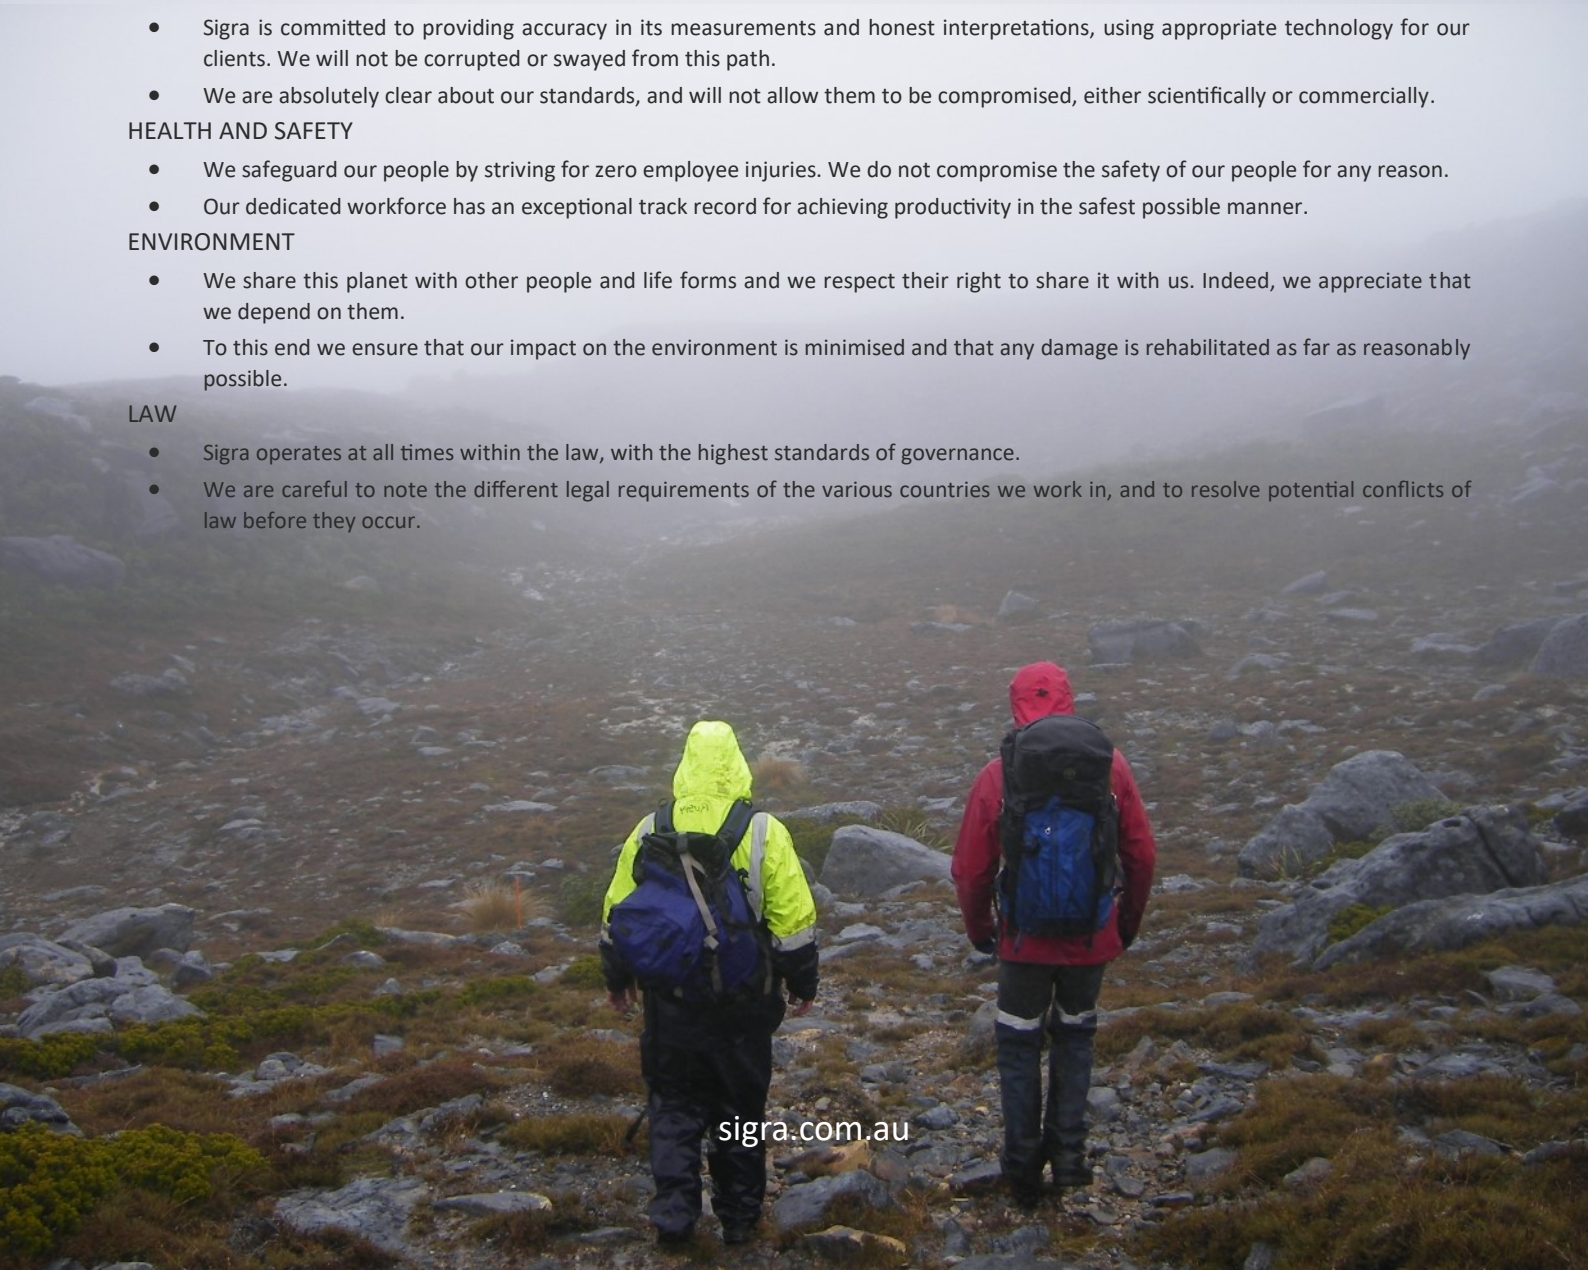 • Sigra is committed to providing accuracy in its measurements and honest interpretations, using appropriate technology for our
clients. We will not be corrupted or swayed from this path.
• We are absolutely clear about our standards, and will not allow them to be compromised, either scientifically or commercially.
HEALTH AND SAFETY
• We safeguard our people by striving for zero employee injuries. We do not compromise the safety of our people for any reason.
• Our dedicated workforce has an exceptional track record for achieving productivity in the safest possible manner.
ENVIRONMENT
• We share this planet with other people and life forms and we respect their right to share it with us. Indeed, we appreciate that
we depend on them.
• To this end we ensure that our impact on the environment is minimised and that any damage is rehabilitated as far as reasonably
possible.
LAW
• Sigra operates at all times within the law, with the highest standards of governance.
• We are careful to note the different legal requirements of the various countries we work in, and to resolve potential conflicts of
law before they occur.
sigra.com.au